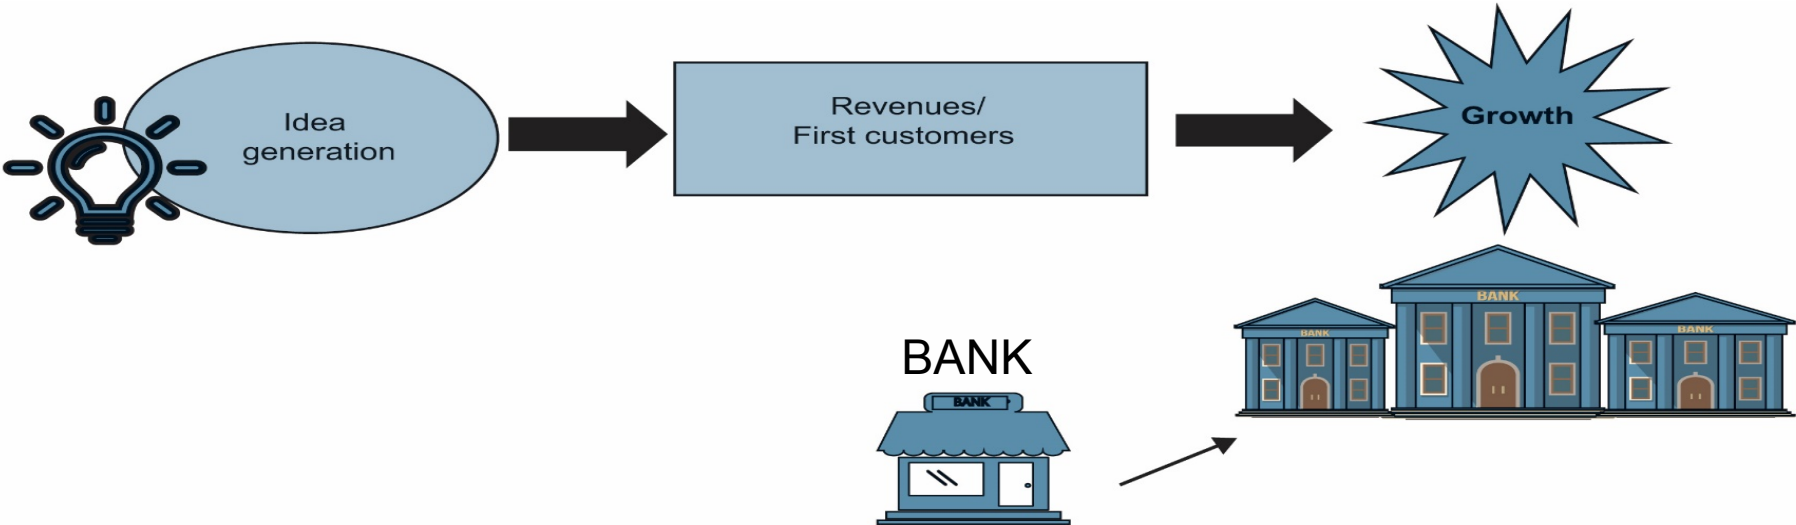 Idea
generation
Revenues/
First customers
Growth
BANK
BANK
BANK
BANK
BANK